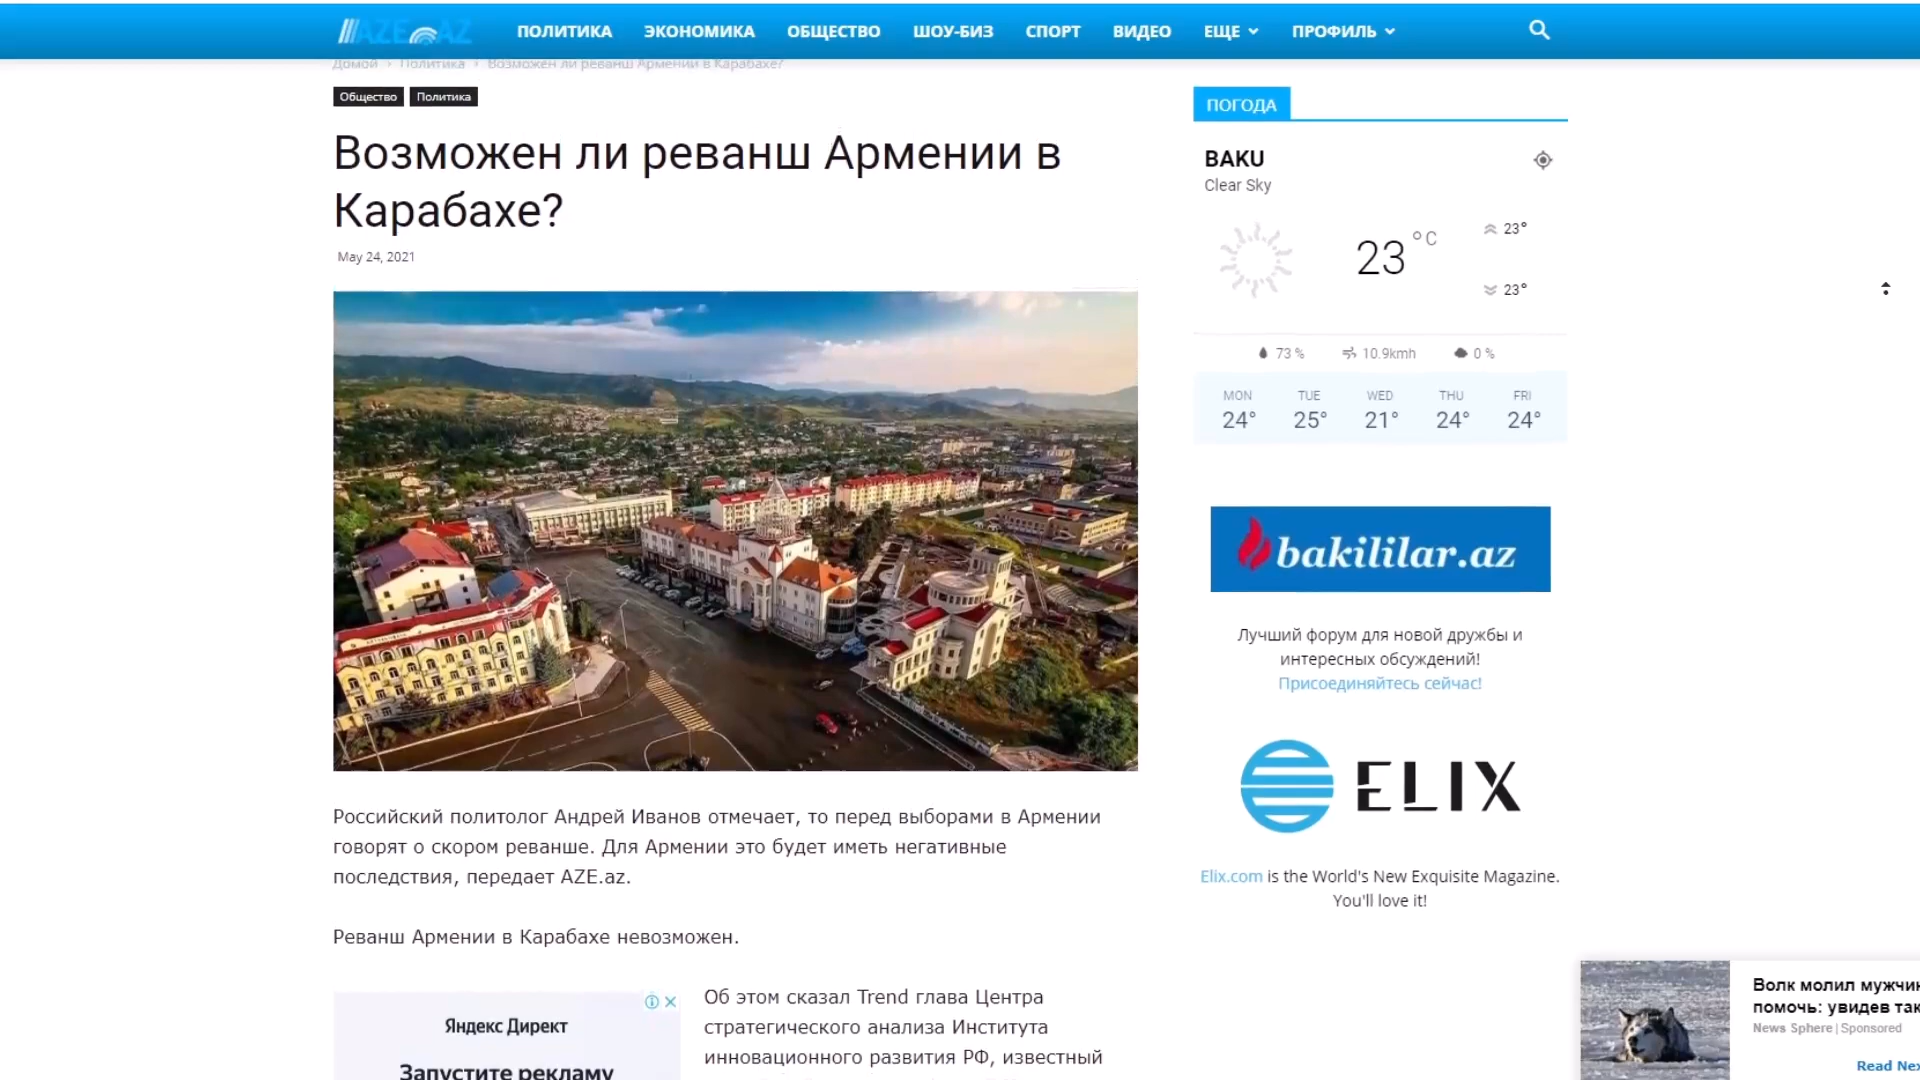 AZE.AZ
ПОЛИТИКА ЭКОНОМИКА ОБЩЕСТВО ШОУ-БИЗ СПОРТ ВИДЕО ЕЩЕ ПРОФИЛЬ
Домой › Политика › Возможен ли реванш Армении в Карабахе?
Общество Политика
Возможен ли реванш Армении в
Карабахе?
May 24, 2021
Российский политолог Андрей Иванов отмечает, то перед выборами в Армении
говорят о скором реванше. Для Армении это будет иметь негативные
последствия, передает AZE.az.
Реванш Армении в Карабахе невозможен.
Яндекс Директ
Запустите рекламу
Об этом сказал Trend глава Центра
стратегического анализа Института
инновационного развития РФ, известный
ПОГОДА
BAKU
Clear Sky
23 °C
23°
23°
73 % 10.9kmh 0 %
MON TUE WED THU FRI
24° 25° 21° 24° 24°
bakililar.az
Лучший форум для новой дружбы и
интересных обсуждений!
Присоединяйтесь сейчас!
ELIX
Elix.com is the World's New Exquisite Magazine.
You'll love it!
Волк молил мужчин
помочь: увидев так
News Sphere | Sponsored
Read Nex